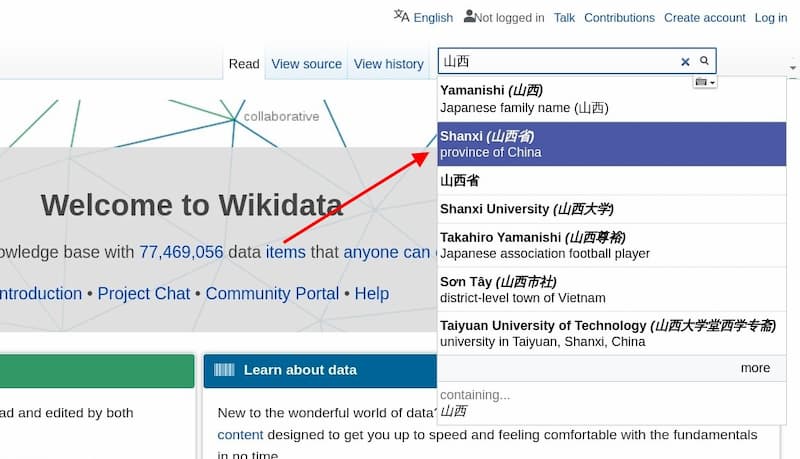 English Not logged in Talk Contributions Create account Log in
Read View source View history 山西
collaborative
Yamanishi (山西)
Japanese family name (山西)
Shanxi (山西省)
province of China
山西省
Shanxi University (山西大学)
Takahiro Yamanishi (山西尊裕)
Japanese association football player
Sơn Tây (山西市社)
district-level town of Vietnam
Taiyuan University of Technology (山西大学堂西学专斋)
university in Taiyuan, Shanxi, China
more
containing...
山西
Welcome to Wikidata
owledge base with 77,469,056 data items that anyone can
ntroduction • Project Chat • Community Portal • Help
Learn about data
ad and edited by both
New to the wonderful world of data?
content designed to get you up to speed and feeling comfortable with the fundamentals
in no time.